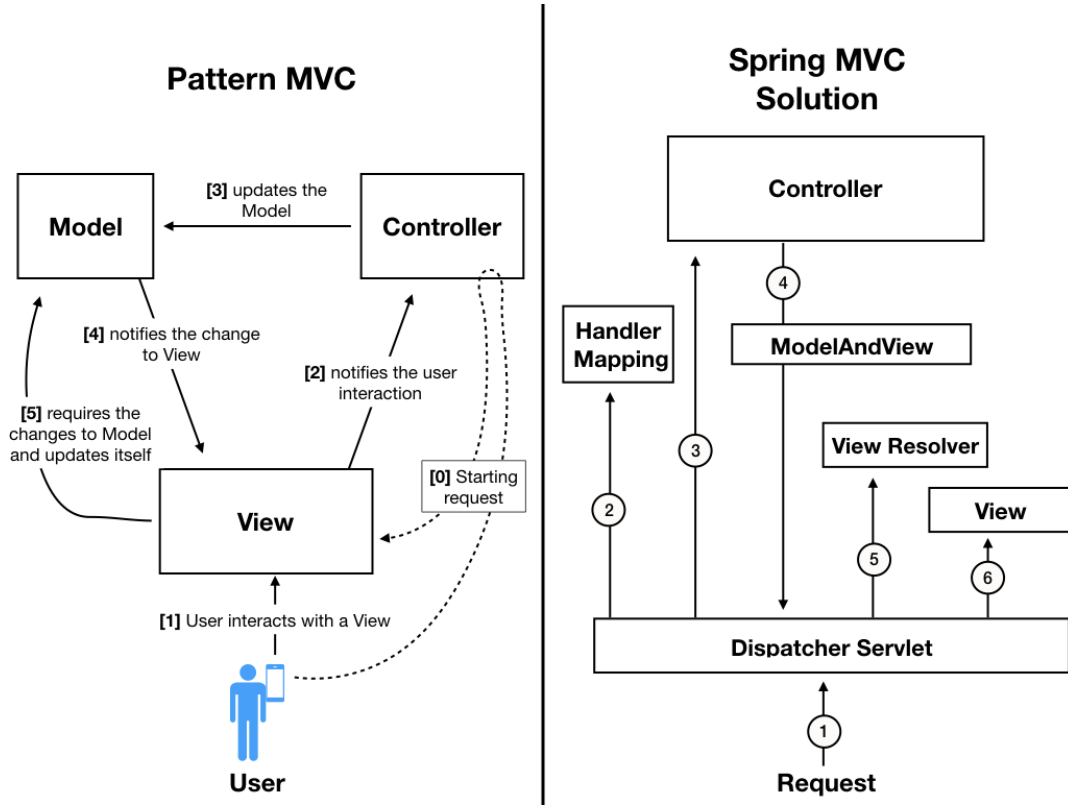 Pattern MVC
Model
Controller
[3] updates the
Model
[4] notifies the change
to View
[2] notifies the user
interaction
[5] requires the
changes to Model
and updates itself
[0] Starting
request
View
[1] User interacts with a View
User
Spring MVC
Solution
Controller
4
Handler
Mapping
ModelAndView
3
View Resolver
2
View
5
6
Dispatcher Servlet
1
Request